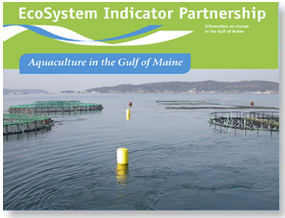 EcoSystem Indicator Partnership
Information on change
in the Gulf of Maine
Aquaculture in the Gulf of Maine